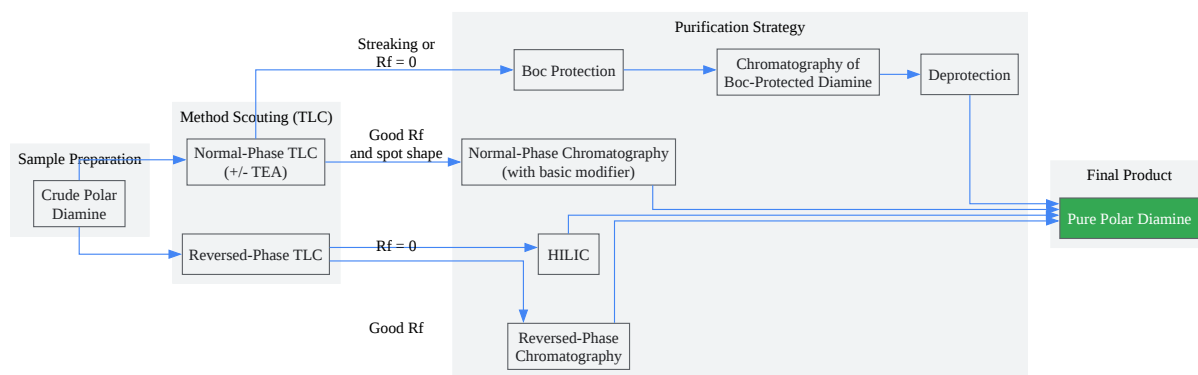 Purification Strategy
Streaking or
Rf = 0
Boc Protection
Chromatography of
Boc-Protected Diamine
Deprotection
Method Scouting (TLC)
Normal-Phase TLC
(+/- TEA)
Good Rf
and spot shape
Normal-Phase Chromatography
(with basic modifier)
Sample Preparation
Crude Polar
Diamine
Final Product
Pure Polar Diamine
Reversed-Phase TLC
Rf = 0
HILIC
Good Rf
Reversed-Phase
Chromatography